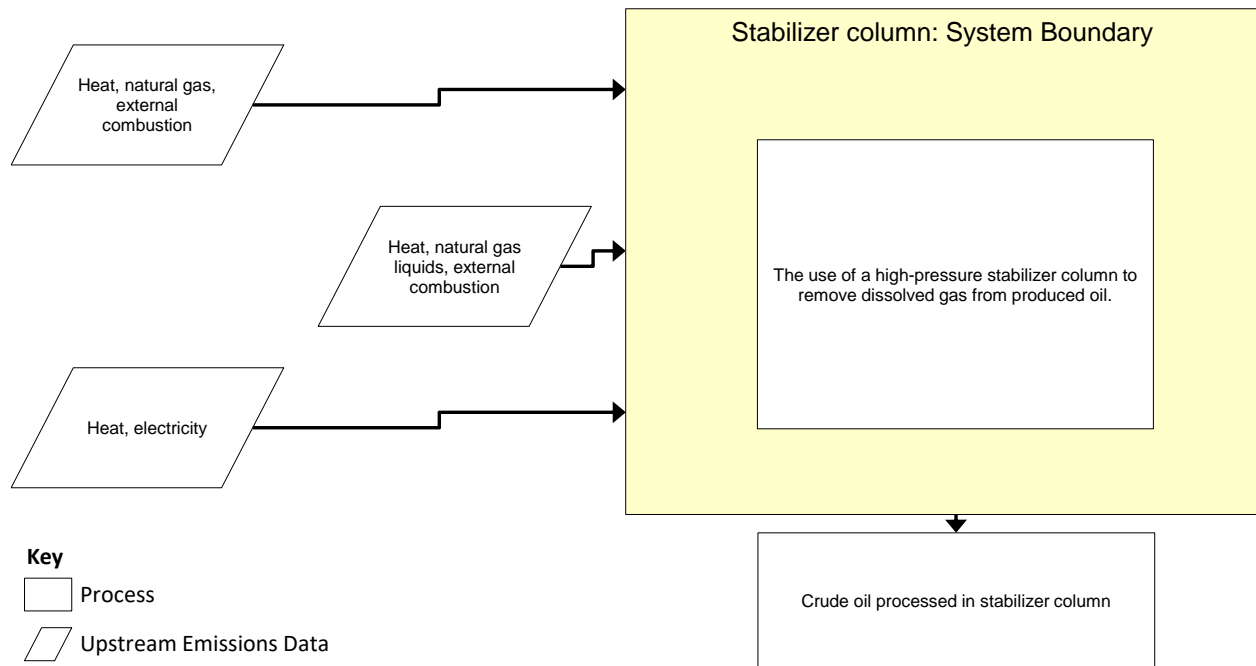 Stabilizer column: System Boundary
Heat, natural gas,
external
combustion
Heat, natural gas
liquids, external
combustion
The use of a high-pressure stabilizer column to
remove dissolved gas from produced oil.
Heat, electricity
Key
Process
Upstream Emissions Data
Crude oil processed in stabilizer column